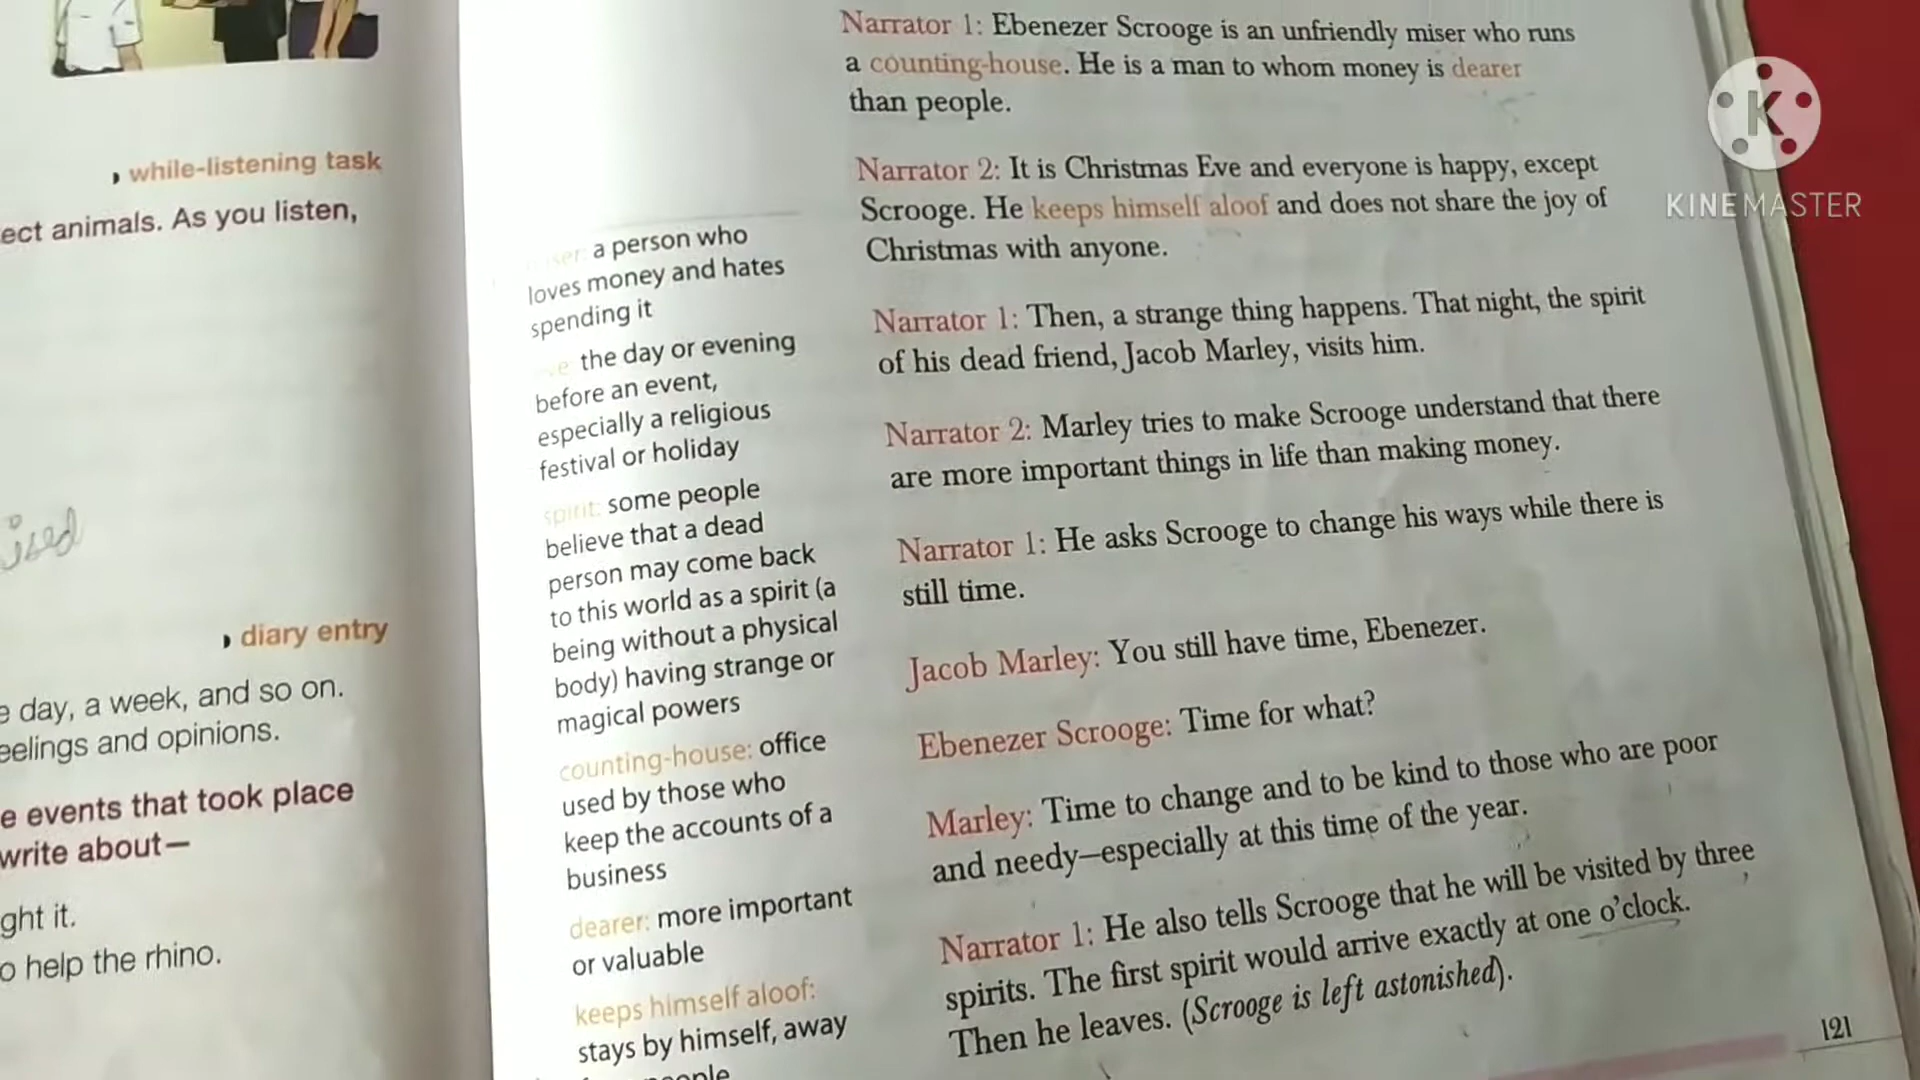 while-listening task
ect animals. As you listen,
diary entry
e day, a week, and so on.
eelings and opinions.
e events that took place
write about—
ght it.
o help the rhino.
a person who
loves money and hates
spending it
the day or evening
before an event,
especially a religious
festival or holiday
spirit: some people
believe that a dead
person may come back
to this world as a spirit (a
being without a physical
body) having strange or
magical powers
counting-house: office
used by those who
keep the accounts of a
business
dearer: more important
or valuable
keeps himself aloof:
stays by himself, away
Narrator 1: Ebenezer Scrooge is an unfriendly miser who runs
a counting-house. He is a man to whom money is dearer
than people.
Narrator 2: It is Christmas Eve and everyone is happy, except
Scrooge. He keeps himself aloof and does not share the joy of
Christmas with anyone.
Narrator 1: Then, a strange thing happens. That night, the spirit
of his dead friend, Jacob Marley, visits him.
Narrator 2: Marley tries to make Scrooge understand that there
are more important things in life than making money.
Narrator 1: He asks Scrooge to change his ways while there is
still time.
Jacob Marley: You still have time, Ebenezer.
Ebenezer Scrooge: Time for what?
Marley: Time to change and to be kind to those who are poor
and needy—especially at this time of the year.
Narrator 1: He also tells Scrooge that he will be visited by three
spirits. The first spirit would arrive exactly at one o'clock.
Then he leaves. (Scrooge is left astonished).
121
K
KINEMASTER